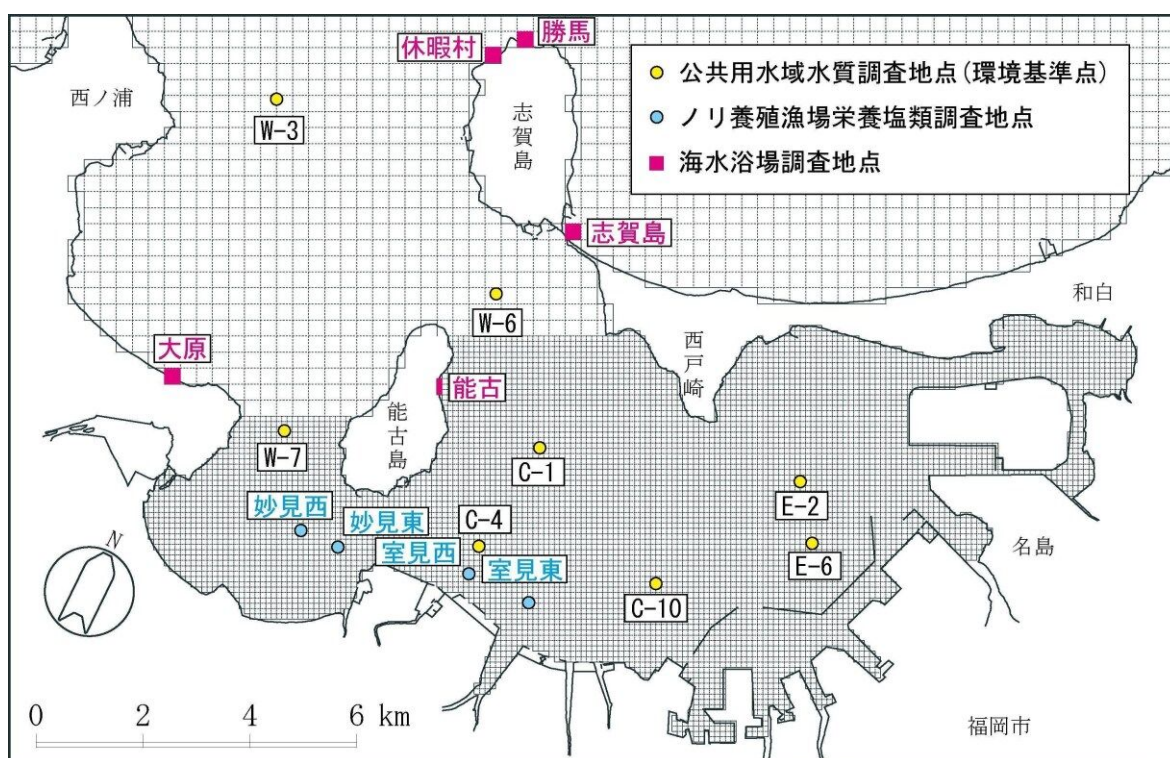 勝馬
休暇村
公共用水域水質調査地点(環境基準点)
西ノ浦
W-3
志賀島
ノリ養殖漁場栄養塩類調査地点
海水浴場調査地点
志賀島
和白
W-6
西戸崎
大原
能古
能古島
W-7
C-1
妙見西
妙見東
C-4
E-2
室見西
室見東
E-6
名島
N
C-10
0 2 4 6 km
福岡市